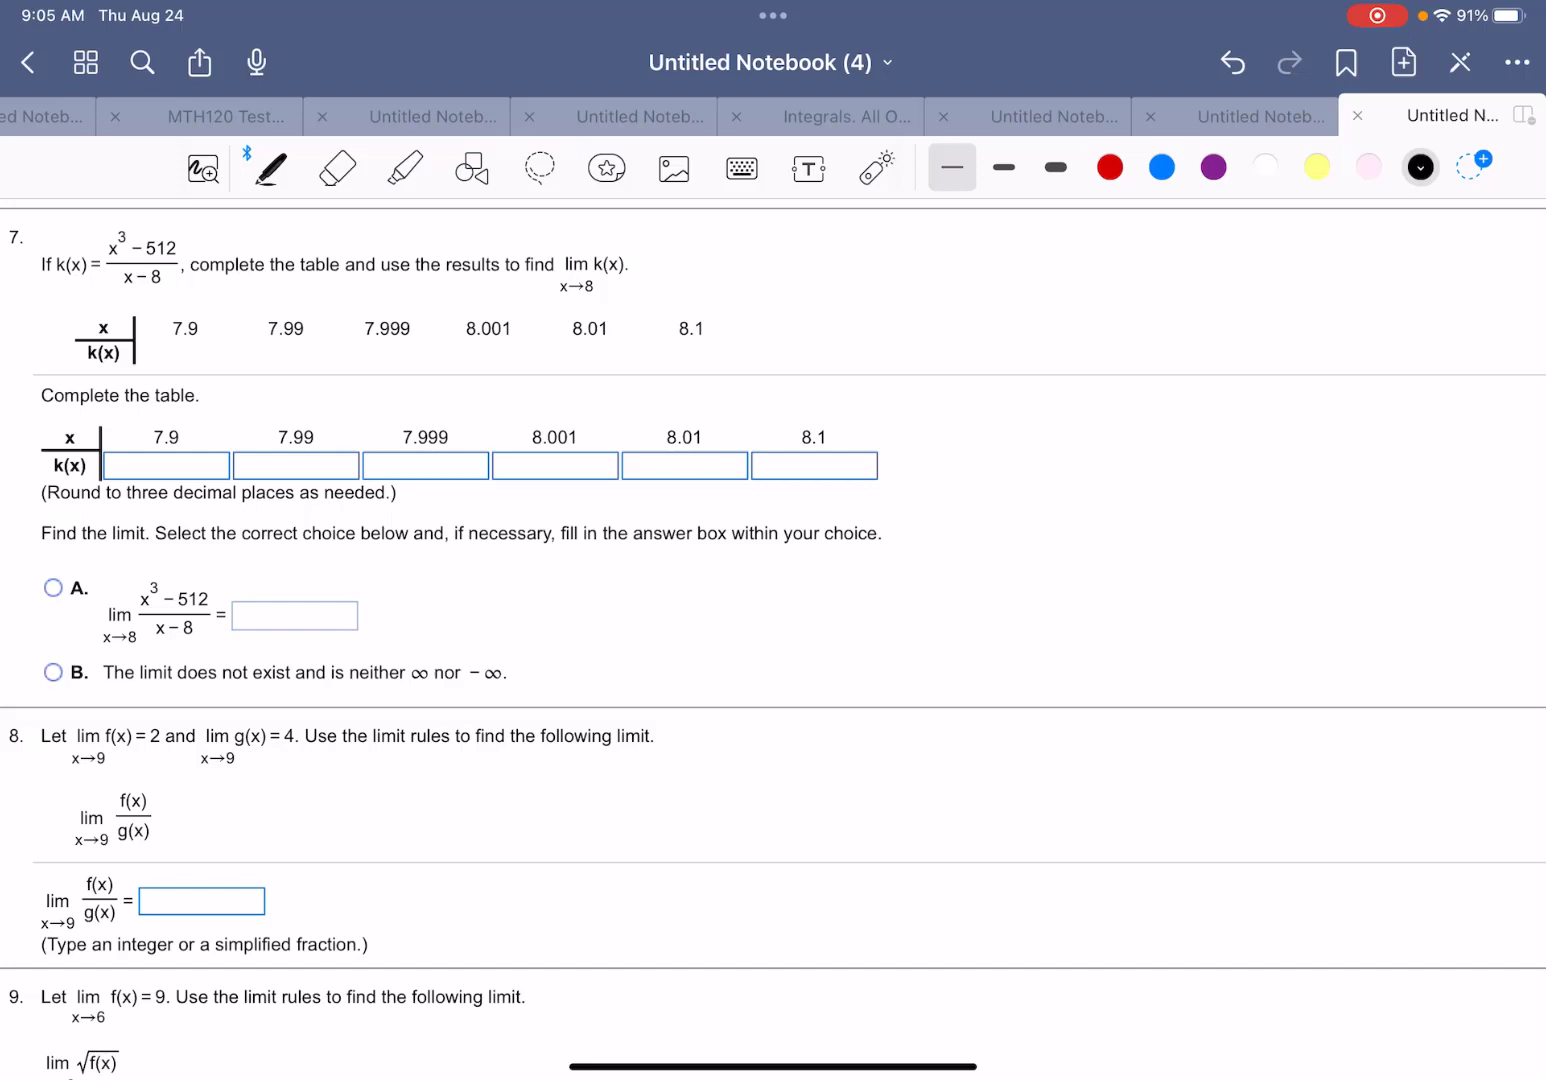 9:05 AM Thu Aug 24
91%
Untitled Notebook (4)
ed Noteb...
MTH120 Test...
Untitled Noteb...
Untitled Noteb...
Integrals. All O...
Untitled Noteb...
Untitled Noteb...
Untitled N...
7.
If k(x) = (x³ − 512)/(x − 8), complete the table and use the results to find lim x→8 k(x).
x 7.9 7.99 7.999 8.001 8.01 8.1
k(x)
Complete the table.
x 7.9 7.99 7.999 8.001 8.01 8.1
k(x)
(Round to three decimal places as needed.)
Find the limit. Select the correct choice below and, if necessary, fill in the answer box within your choice.
A. lim x→8 (x³ − 512)/(x − 8) =
B. The limit does not exist and is neither ∞ nor − ∞.
8. Let lim x→9 f(x) = 2 and lim x→9 g(x) = 4. Use the limit rules to find the following limit.
lim x→9 f(x)/g(x)
lim x→9 f(x)/g(x) =
(Type an integer or a simplified fraction.)
9. Let lim x→6 f(x) = 9. Use the limit rules to find the following limit.
lim √f(x)